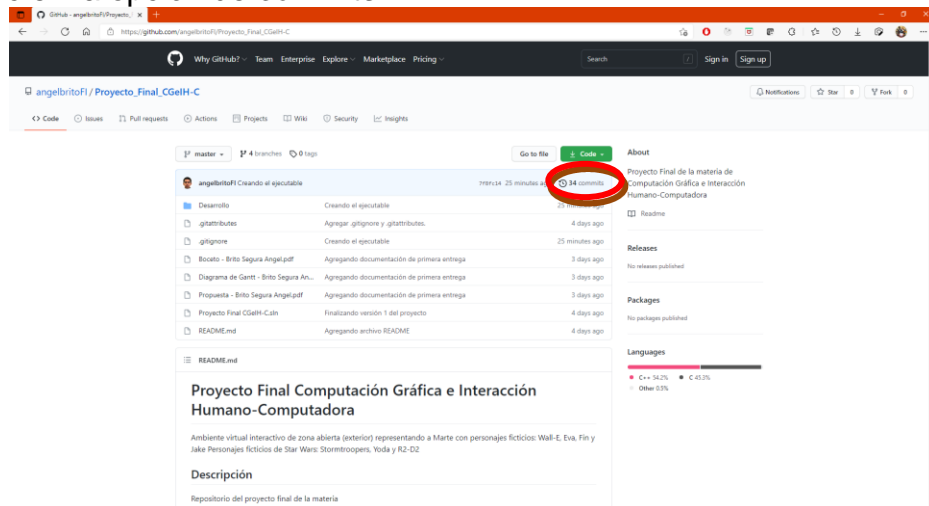 GitHub - angelbritoFI/Proyecto_
https://github.com/angelbritoFI/Proyecto_Final_CGeIH-C
Why GitHub? Team Enterprise Explore Marketplace Pricing
Search
/
Sign in
Sign up
angelbritoFI / Proyecto_Final_CGeIH-C
Notifications
Star 0
Fork 0
Code
Issues
Pull requests
Actions
Projects
Wiki
Security
Insights
master
4 branches
0 tags
Go to file
Code
angelbritoFI Creando el ejecutable
25 minutes ago
34 commits
Desarrollo Creando el ejecutable 25 minutes ago
.gitattributes Agregar .gitignore y .gitattributes. 4 days ago
.gitignore Creando el ejecutable 25 minutes ago
Boceto - Brito Segura Angel.pdf Agregando documentación de primera entrega 3 days ago
Diagrama de Gantt - Brito Segura An... Agregando documentación de primera entrega 3 days ago
Propuesta - Brito Segura Angel.pdf Agregando documentación de primera entrega 3 days ago
Proyecto Final CGeIH-C.sln Finalizando versión 1 del proyecto 4 days ago
README.md Agregando archivo README 4 days ago
README.md
Proyecto Final Computación Gráfica e Interacción
Humano-Computadora
Ambiente virtual interactivo de zona abierta (exterior) representando a Marte con personajes ficticios: Wall-E, Eva, Fin y
Jake Personajes ficticios de Star Wars: Stormtroopers, Yoda y R2-D2
Descripción
Repositorio del proyecto final de la materia
About
Proyecto Final de la materia de
Computación Gráfica e Interacción
Humano-Computadora
Readme
Releases
No releases published
Packages
No packages published
Languages
C++ 54.2%
C 45.3%
Other 0.5%